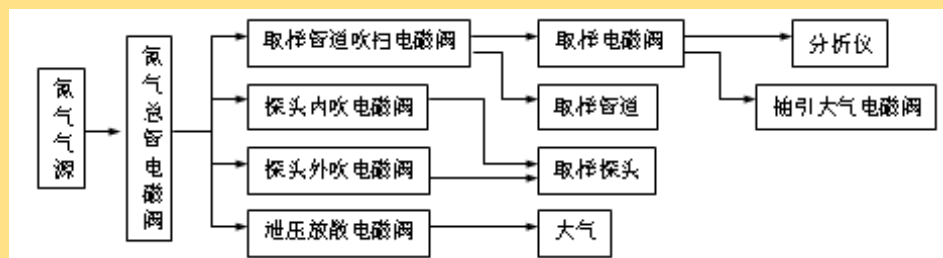 氮气气源
氮气总管电磁阀
取样管道吹扫电磁阀
取样电磁阀
分析仪
探头内吹电磁阀
取样管道
抽引大气电磁阀
探头外吹电磁阀
取样探头
泄压放散电磁阀
大气